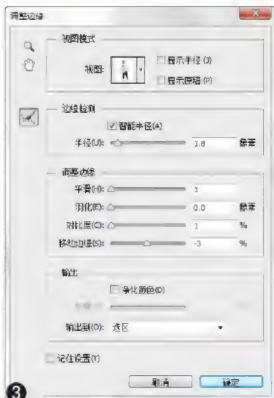 调整边缘
视图模式
视图:
显示半径(J)
显示原稿(P)
边缘检测
智能半径(A)
半径(U): 1.8 像素
调整边缘
平滑(H): 1
羽化(E): 0.0 像素
对比度(C): 1 %
移动边缘(S): -3 %
输出
净化颜色(D)
输出到(O): 选区
记住设置(T)
取消 确定
3